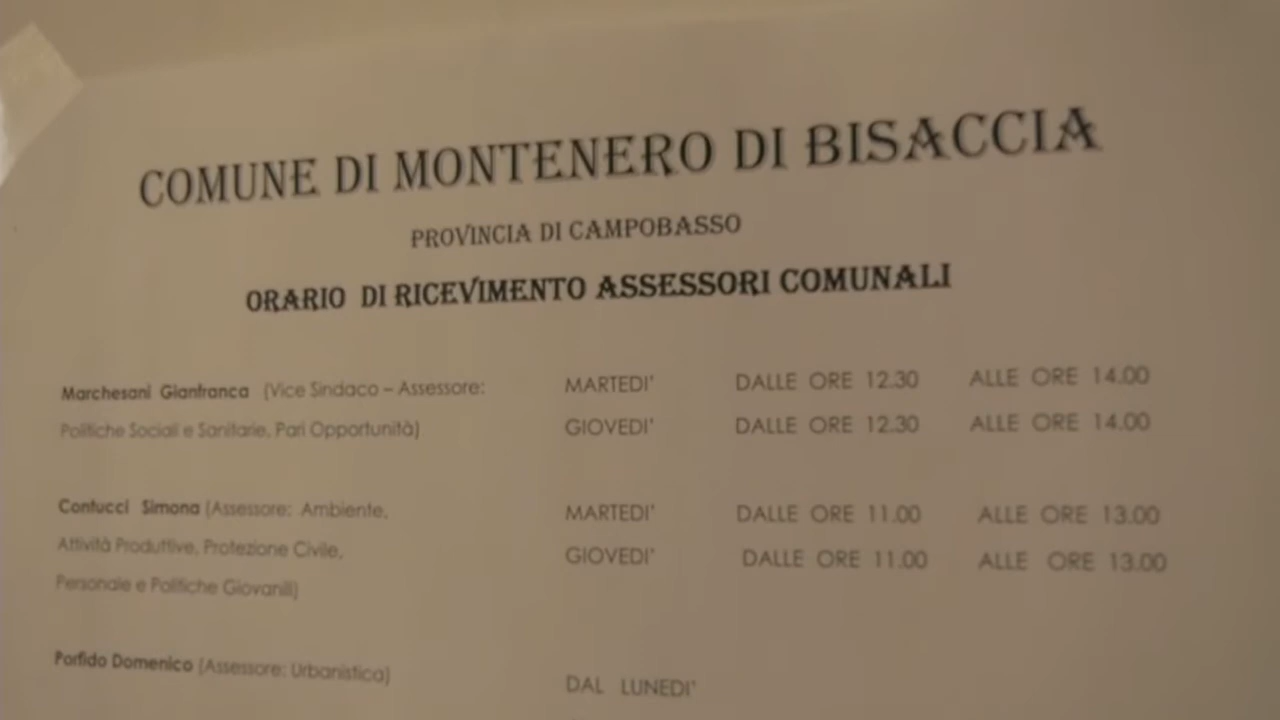 COMUNE DI MONTENERO DI BISACCIA
PROVINCIA DI CAMPOBASSO
ORARIO DI RICEVIMENTO ASSESSORI COMUNALI
Marchesani Gianfranca (Vice Sindaco – Assessore: MARTEDI' DALLE ORE 12.30 ALLE ORE 14.00
Politiche Sociali e Sanitarie, Pari Opportunità) GIOVEDI' DALLE ORE 12.30 ALLE ORE 14.00
Contucci Simona (Assessore: Ambiente, MARTEDI' DALLE ORE 11.00 ALLE ORE 13.00
Attività Produttive, Protezione Civile, GIOVEDI' DALLE ORE 11.00 ALLE ORE 13.00
Personale e Politiche Giovanili)
Porfido Domenico (Assessore: Urbanistica) DAL LUNEDI'